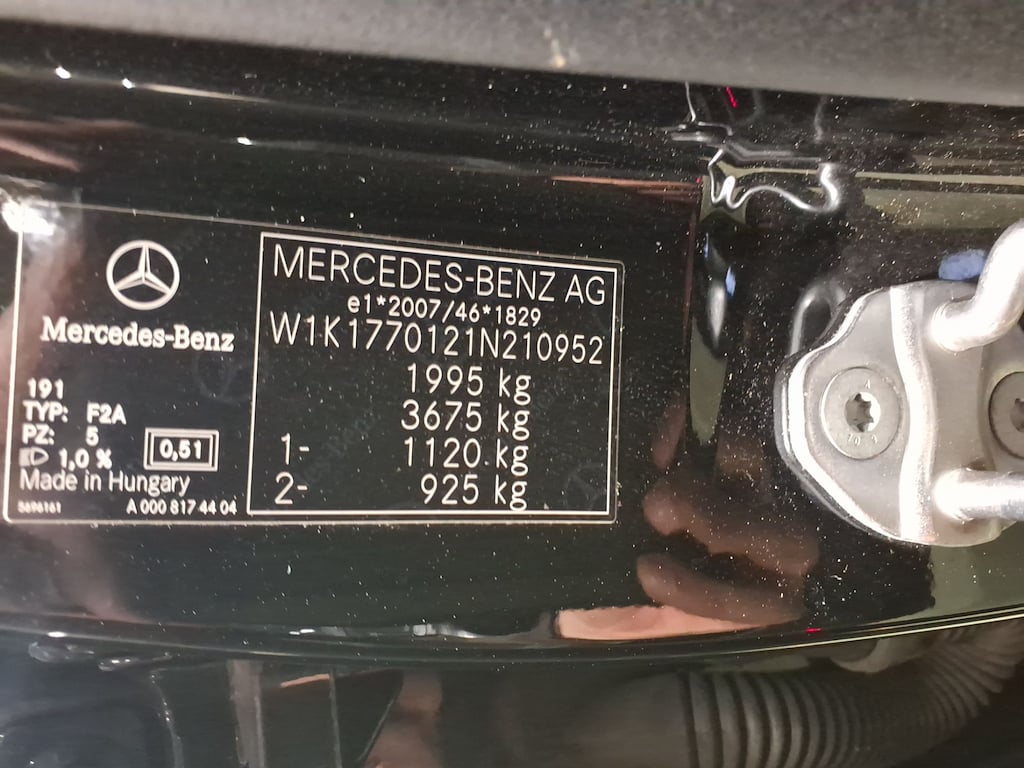 Mercedes-Benz
191
TYP: F2A
PZ: 5
1,0 %
0,51
Made in Hungary
5696161
A 000 817 44 04
MERCEDES-BENZ AG
e1*2007/46*1829
W1K1770121N210952
1995 kg
3675 kg
1- 1120 kg
2- 925 kg